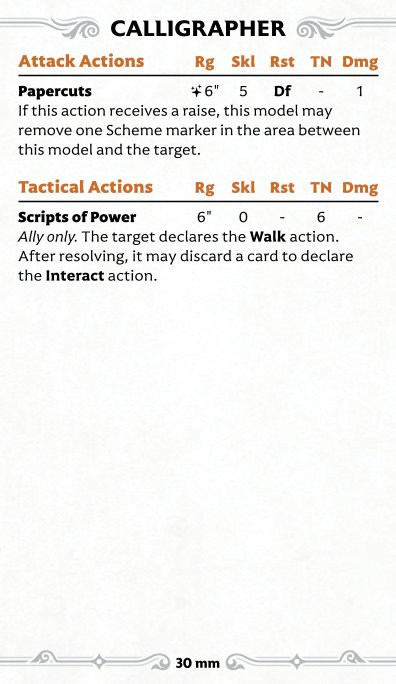 CALLIGRAPHER
Attack Actions Rg Skl Rst TN Dmg
Papercuts 6" 5 Df - 1
If this action receives a raise, this model may
remove one Scheme marker in the area between
this model and the target.
Tactical Actions Rg Skl Rst TN Dmg
Scripts of Power 6" 0 - 6 -
Ally only. The target declares the Walk action.
After resolving, it may discard a card to declare
the Interact action.
30 mm